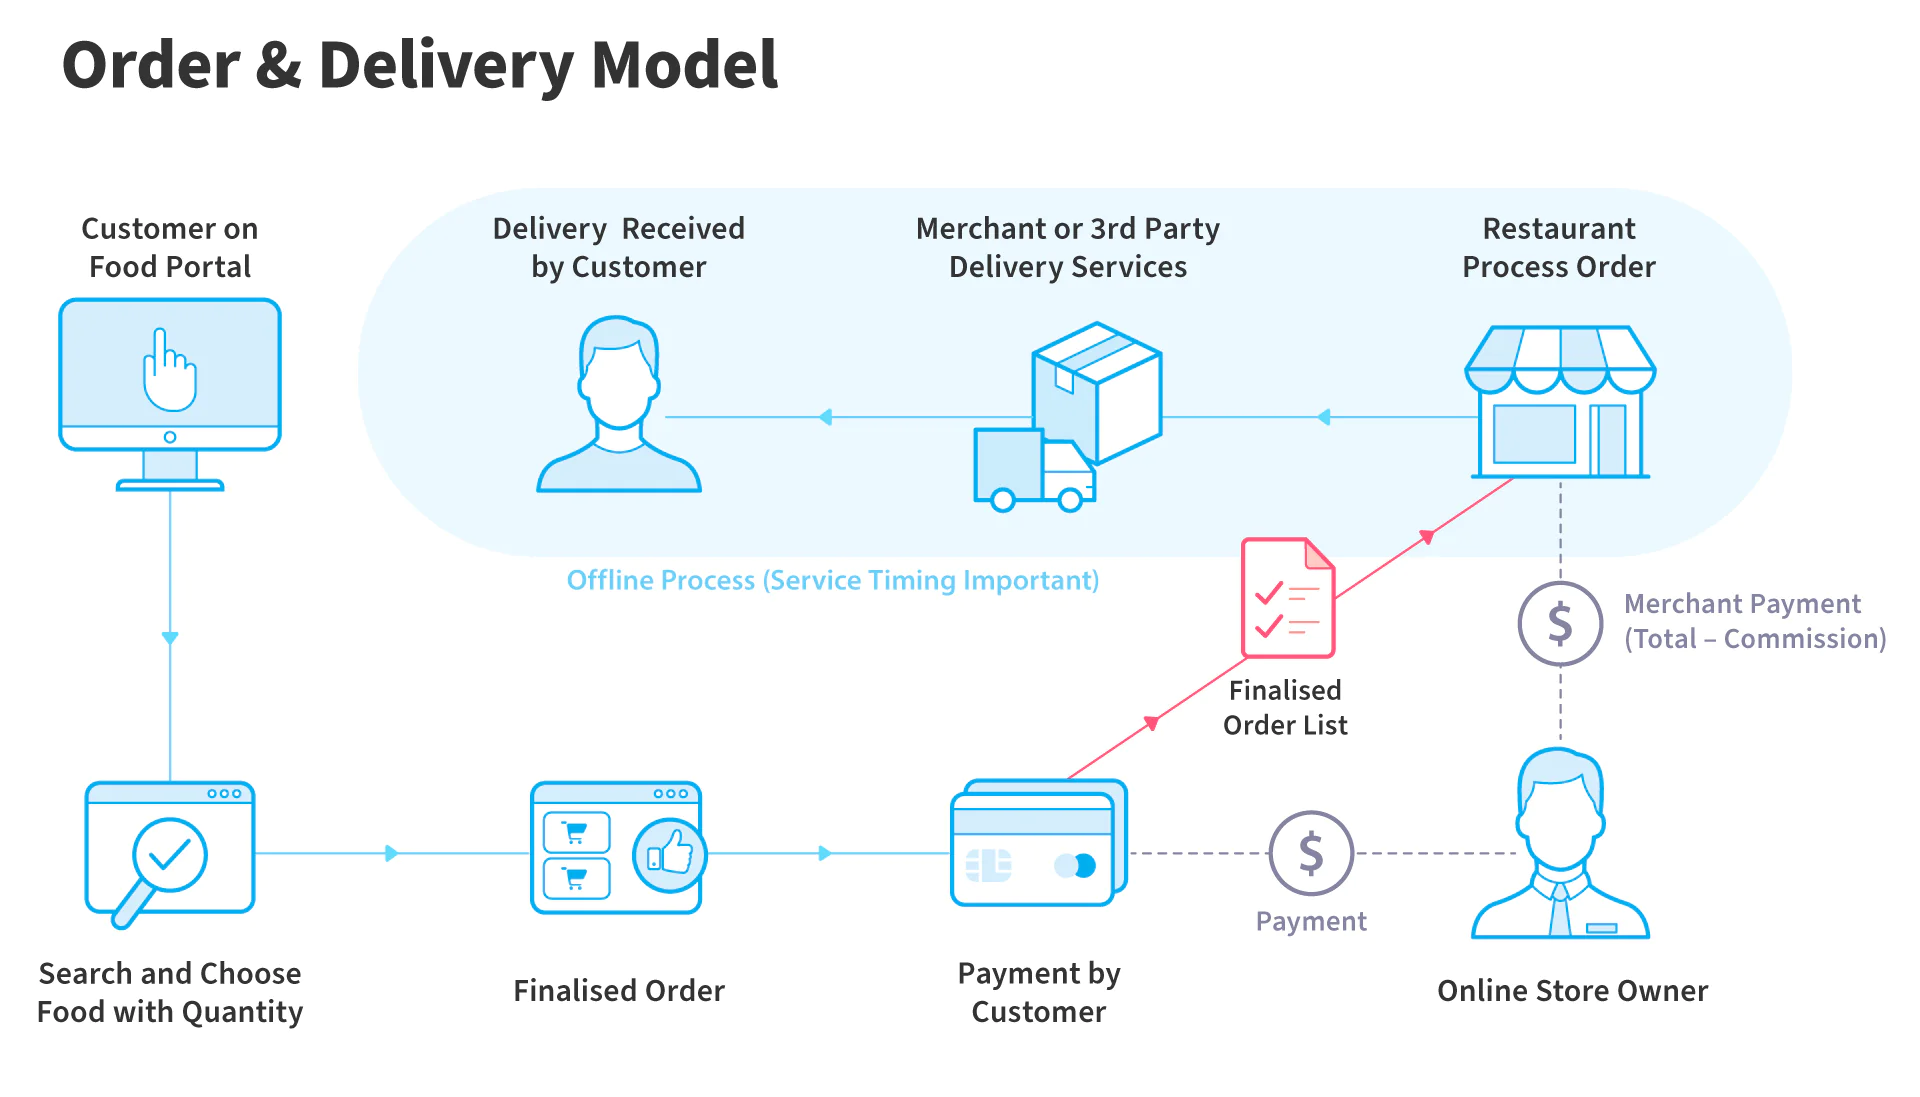 Order & Delivery Model
Customer on
Food Portal
Delivery  Received
by Customer
Merchant or 3rd Party
Delivery Services
Restaurant
Process Order
Offline Process (Service Timing Important)
$
Merchant Payment
(Total – Commission)
Finalised
Order List
$
Payment
Search and Choose
Food with Quantity
Finalised Order
Payment by
Customer
Online Store Owner